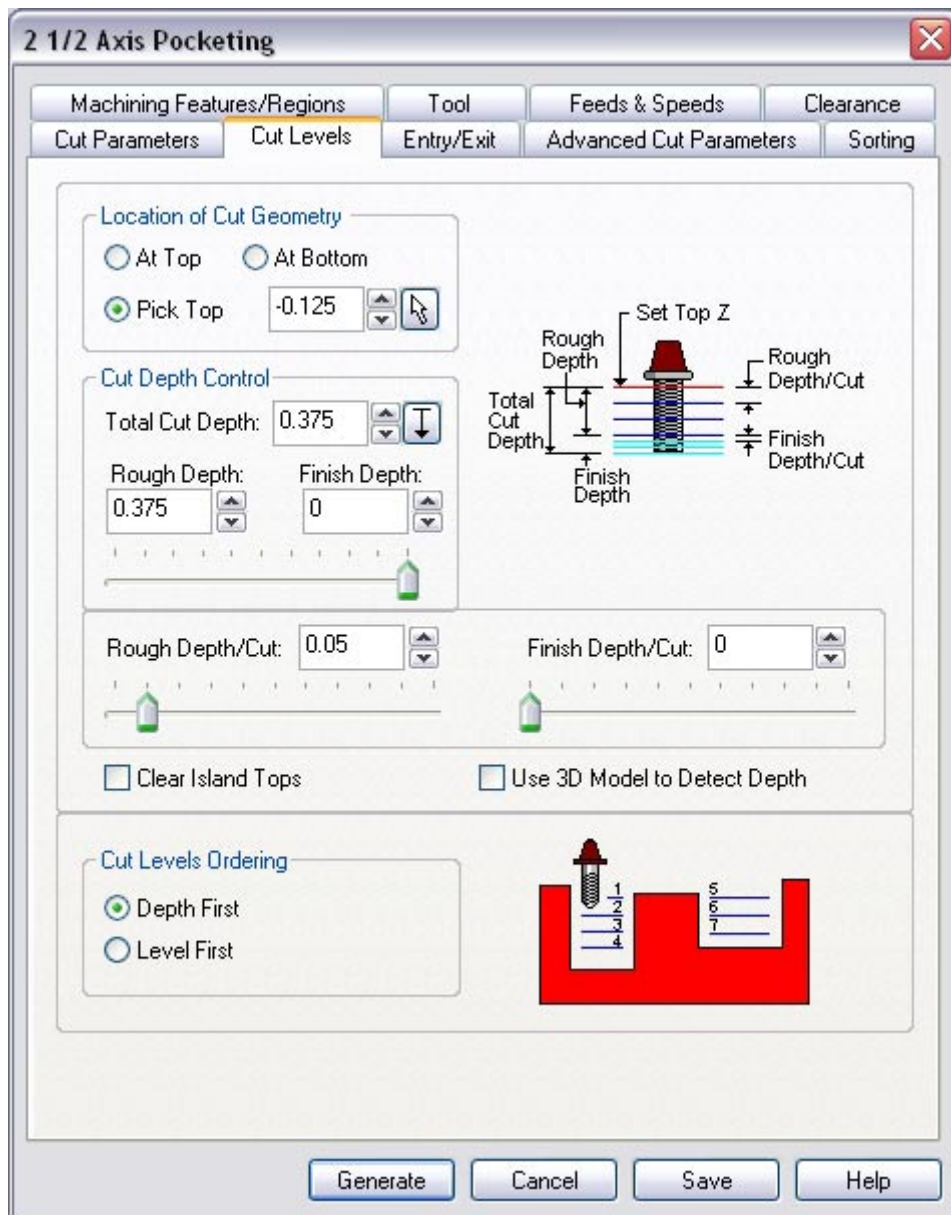 2 1/2 Axis Pocketing
Machining Features/Regions
Tool
Feeds & Speeds
Clearance
Cut Parameters
Cut Levels
Entry/Exit
Advanced Cut Parameters
Sorting
Location of Cut Geometry
At Top
At Bottom
Pick Top
-0.125
Cut Depth Control
Total Cut Depth:
0.375
Rough Depth:
Finish Depth:
0.375
0
Set Top Z
Rough
Depth
Rough
Depth/Cut
Total
Cut
Depth
Finish
Depth/Cut
Finish
Depth
Rough Depth/Cut:
0.05
Finish Depth/Cut:
0
Clear Island Tops
Use 3D Model to Detect Depth
Cut Levels Ordering
Depth First
Level First
1
2
3
4
5
6
7
Generate
Cancel
Save
Help